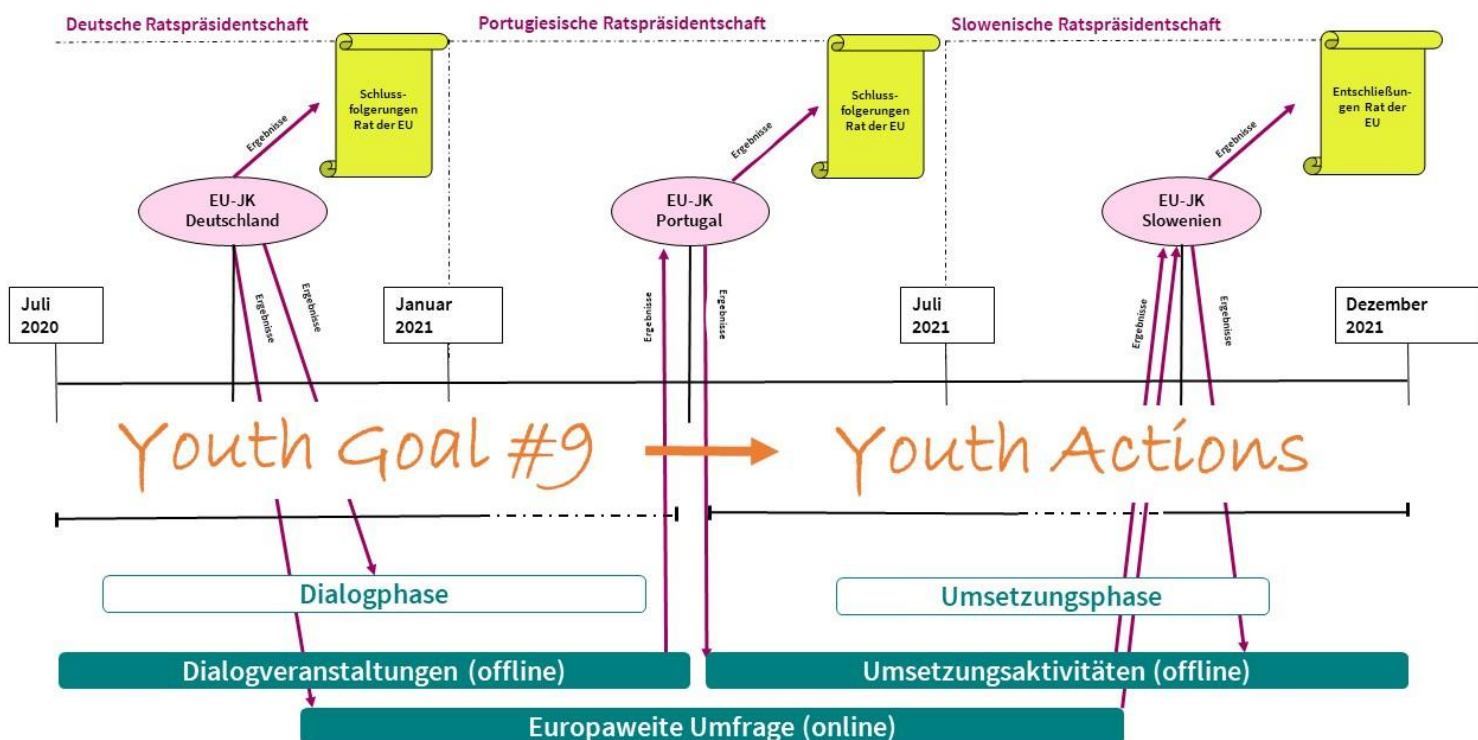 Deutsche Ratspräsidentschaft
Portugiesische Ratspräsidentschaft
Slowenische Ratspräsidentschaft
Schluss-
folgerungen
Rat der EU
Schluss-
folgerungen
Rat der EU
Entschließun-
gen Rat der
EU
Ergebnisse
Ergebnisse
Ergebnisse
EU-JK
Deutschland
EU-JK
Portugal
EU-JK
Slowenien
Juli
2020
Ergebnisse
Ergebnisse
Januar
2021
Ergebnisse
Ergebnisse
Juli
2021
Ergebnisse
Ergebnisse
Dezember
2021
Youth Goal #9
Youth Actions
Dialogphase
Umsetzungsphase
Dialogveranstaltungen (offline)
Umsetzungsaktivitäten (offline)
Europaweite Umfrage (online)